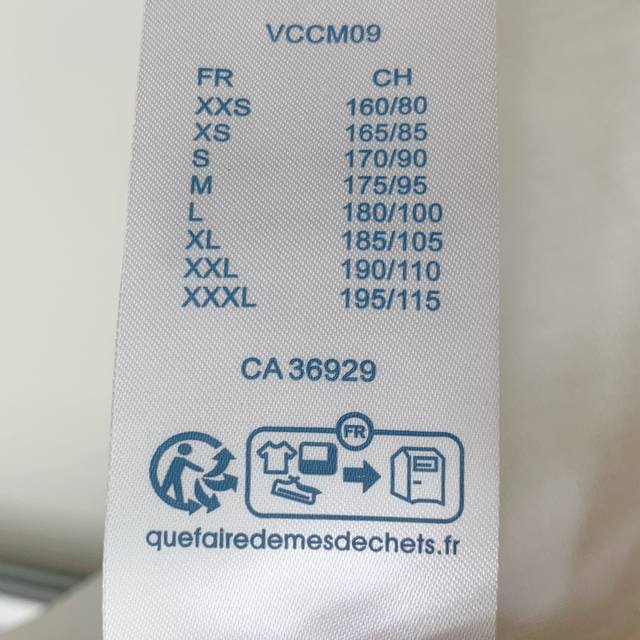 VCCM09
FR CH
XXS 160/80
XS 165/85
S 170/90
M 175/95
L 180/100
XL 185/105
XXL 190/110
XXXL 195/115
CA 36929
FR
quefairedemesdechets.fr